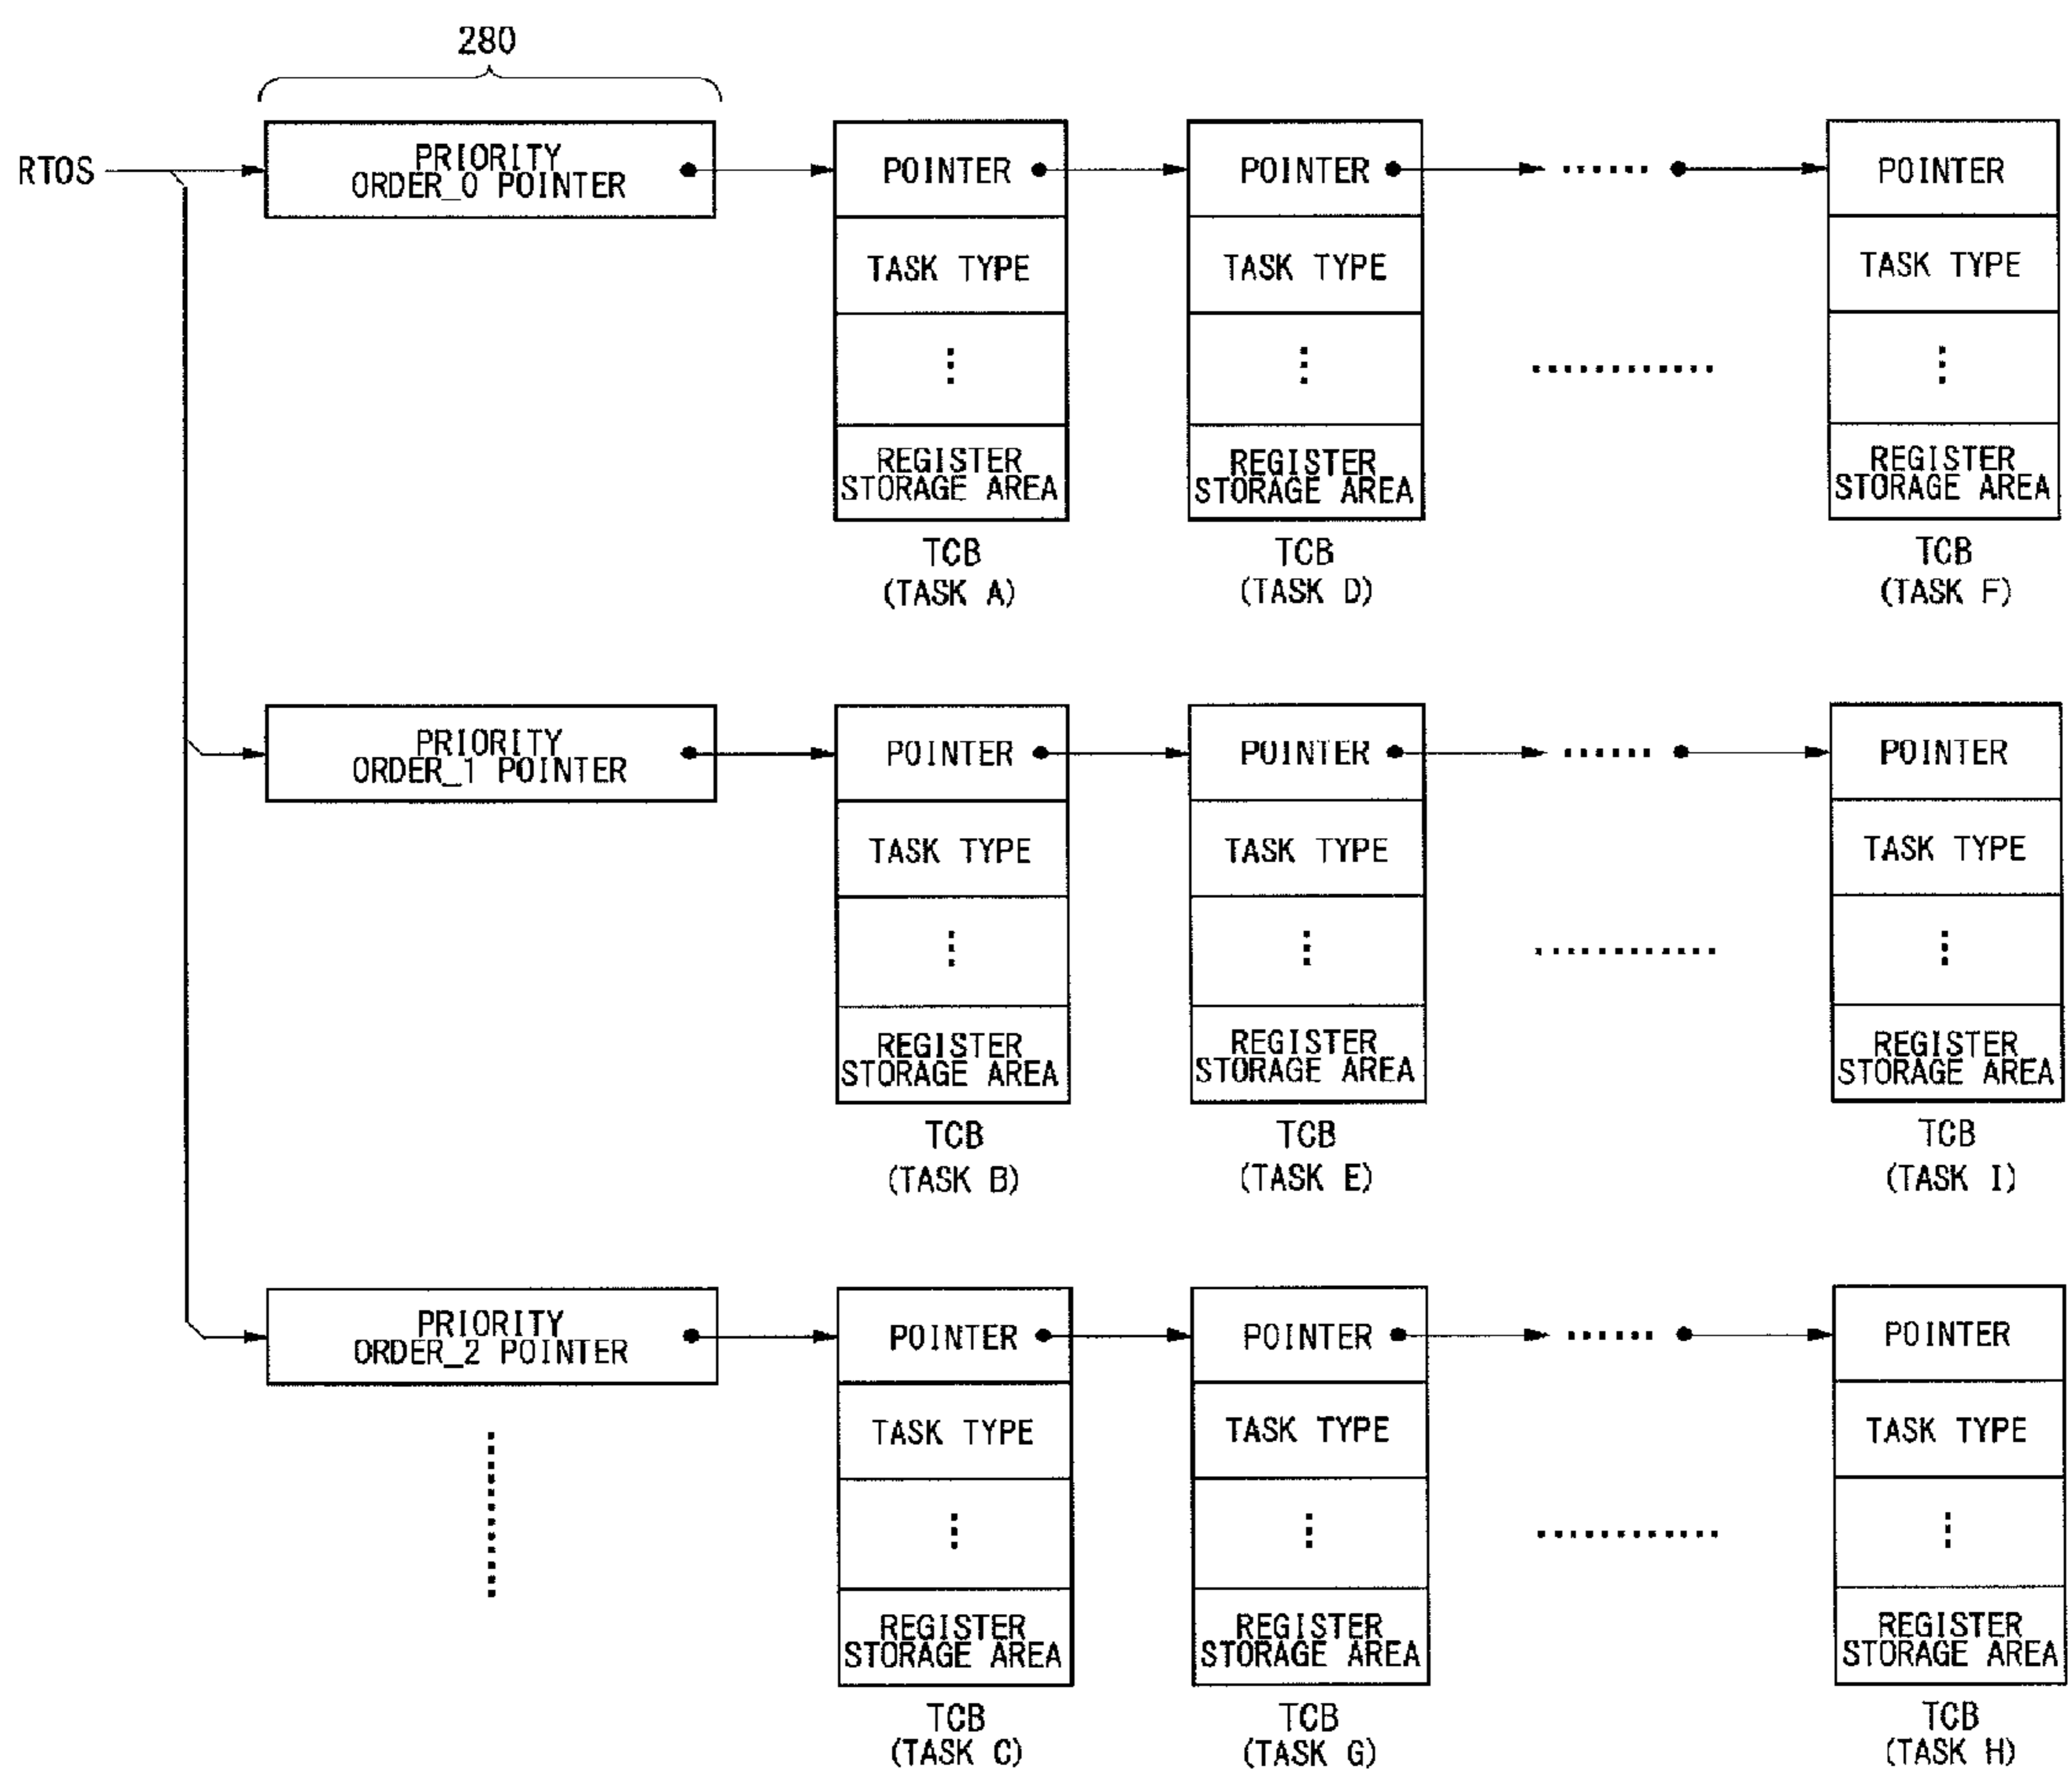 280
RTOS
PRIORITY
ORDER_0 POINTER
POINTER
POINTER
POINTER
TASK TYPE
TASK TYPE
TASK TYPE
REGISTER
STORAGE AREA
REGISTER
STORAGE AREA
REGISTER
STORAGE AREA
TCB
(TASK A)
TCB
(TASK D)
TCB
(TASK F)
PRIORITY
ORDER_1 POINTER
POINTER
POINTER
POINTER
TASK TYPE
TASK TYPE
TASK TYPE
REGISTER
STORAGE AREA
REGISTER
STORAGE AREA
REGISTER
STORAGE AREA
TCB
(TASK B)
TCB
(TASK E)
TCB
(TASK I)
PRIORITY
ORDER_2 POINTER
POINTER
POINTER
POINTER
TASK TYPE
TASK TYPE
TASK TYPE
REGISTER
STORAGE AREA
REGISTER
STORAGE AREA
REGISTER
STORAGE AREA
TCB
(TASK C)
TCB
(TASK G)
TCB
(TASK H)